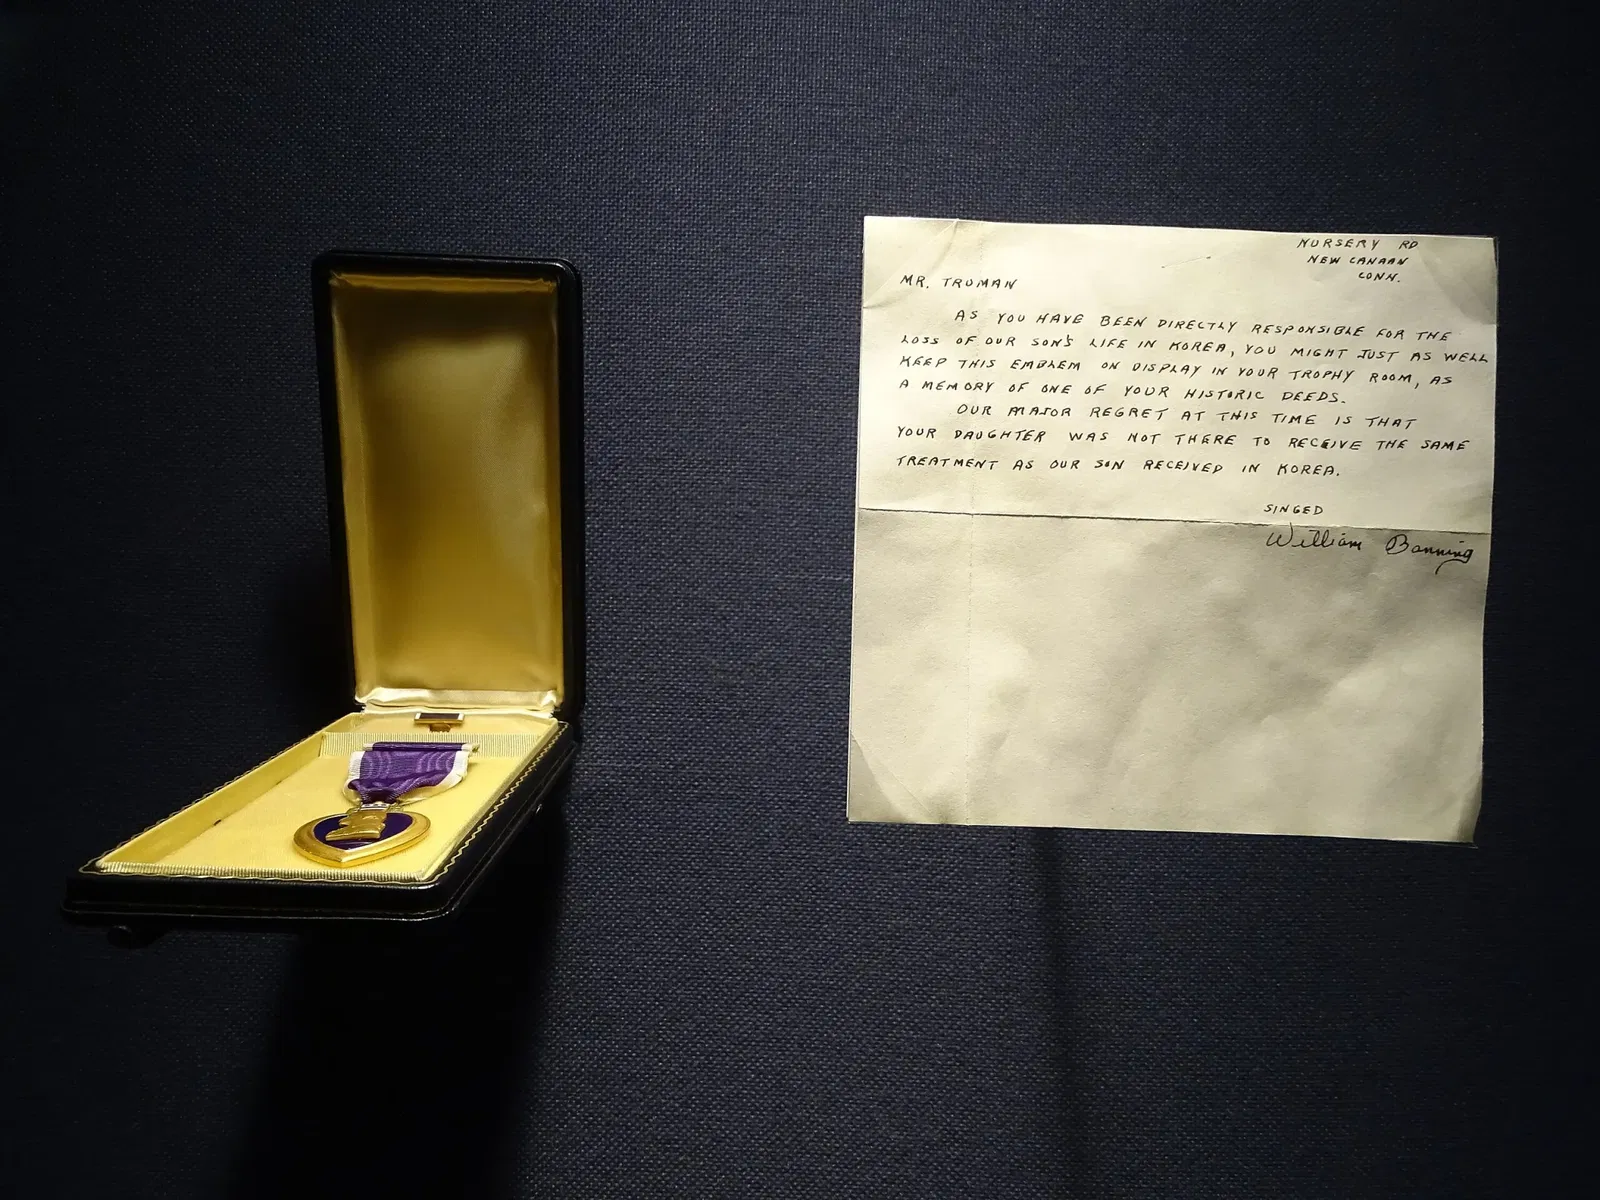 NURSERY RD
NEW CANAAN
CONN.
MR. TRUMAN
AS YOU HAVE BEEN DIRECTLY RESPONSIBLE FOR THE
LOSS OF OUR SON'S LIFE IN KOREA, YOU MIGHT JUST AS WELL
KEEP THIS EMBLEM ON DISPLAY IN YOUR TROPHY ROOM, AS
A MEMORY OF ONE OF YOUR HISTORIC DEEDS.
OUR MAJOR REGRET AT THIS TIME IS THAT
YOUR DAUGHTER WAS NOT THERE TO RECEIVE THE SAME
TREATMENT AS OUR SON RECEIVED IN KOREA.
SINGED
William Banning